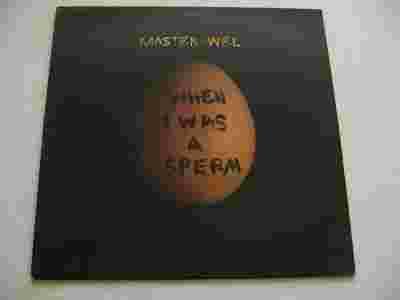 MASTER WEL
WHEN
I WAS
A
SPERM